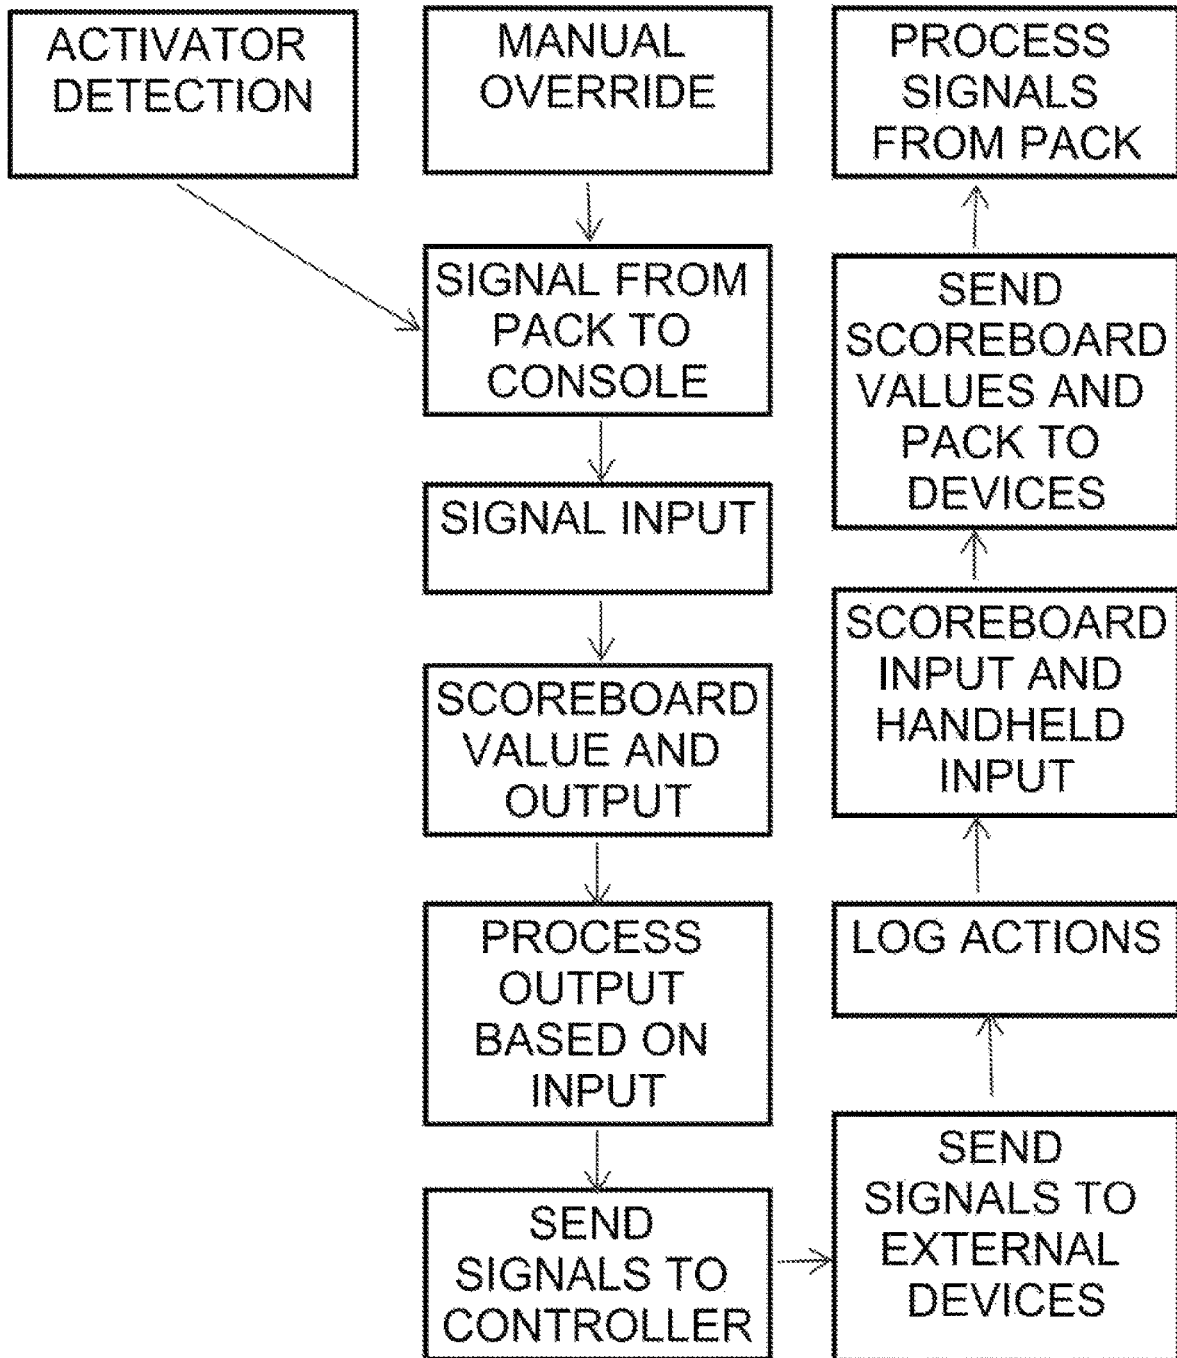 ACTIVATOR
DETECTION
MANUAL
OVERRIDE
SIGNAL FROM
PACK TO
CONSOLE
SIGNAL INPUT
SCOREBOARD
VALUE AND
OUTPUT
PROCESS
OUTPUT
BASED ON
INPUT
SEND
SIGNALS TO
CONTROLLER
SEND
SIGNALS TO
EXTERNAL
DEVICES
LOG ACTIONS
SCOREBOARD
INPUT AND
HANDHELD
INPUT
SEND
SCOREBOARD
VALUES AND
PACK TO
DEVICES
PROCESS
SIGNALS
FROM PACK